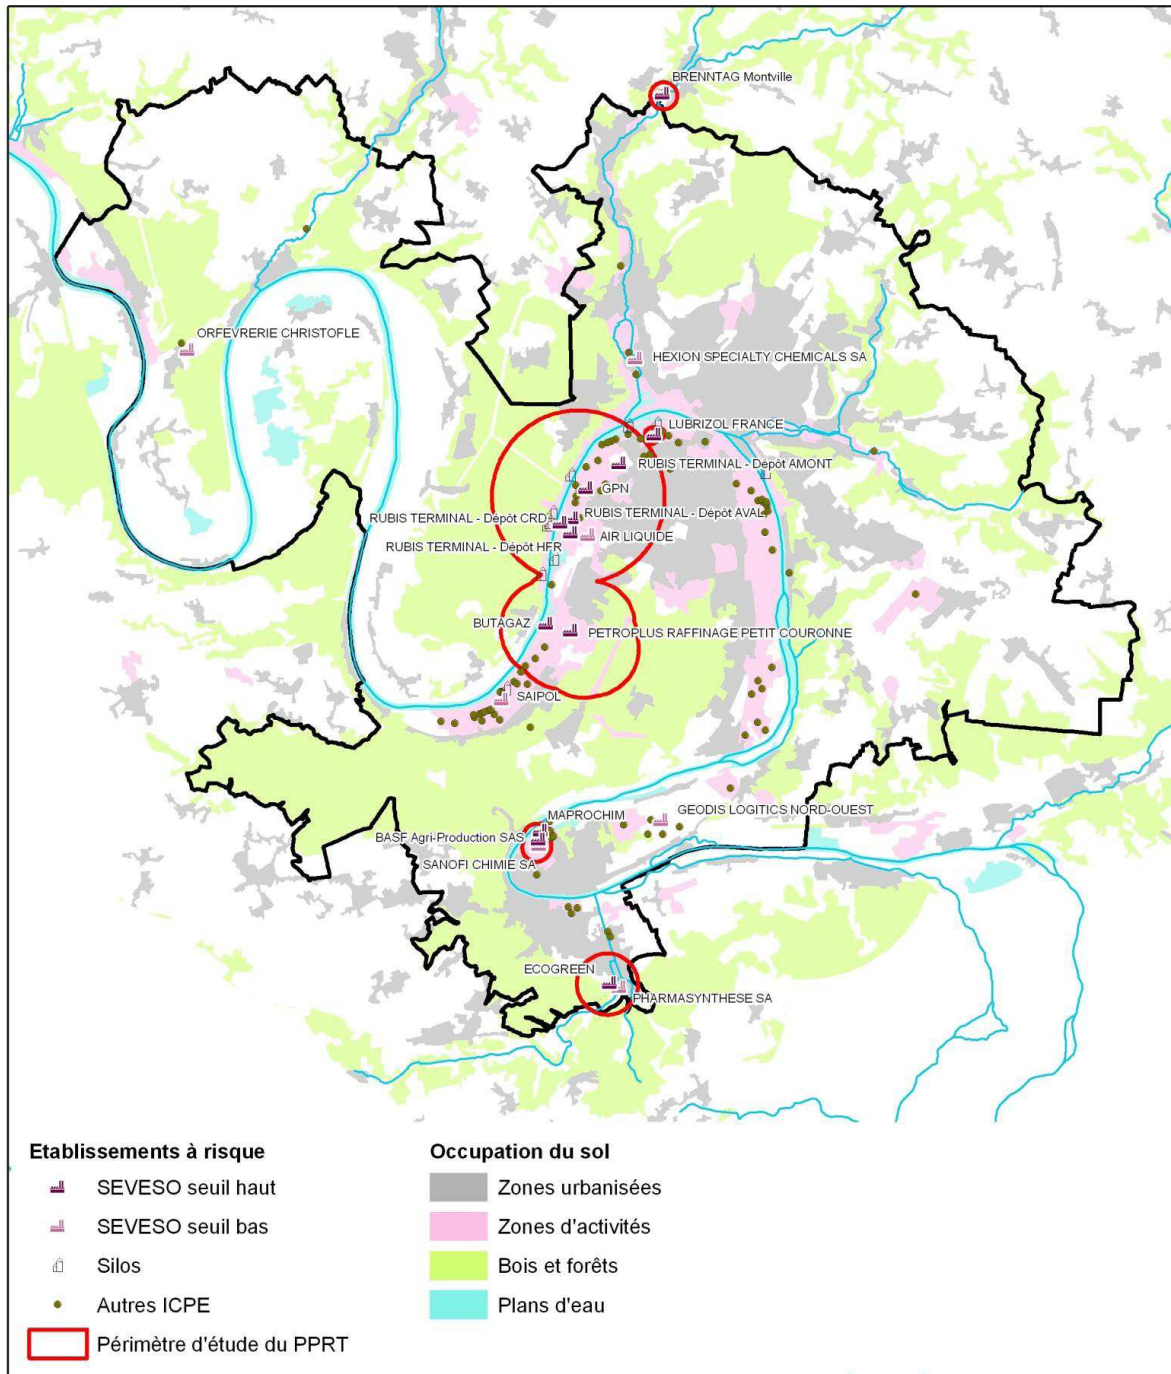 BRENNTAG Montville
ORFEVRERIE CHRISTOFLE
HEXION SPECIALTY CHEMICALS SA
LUBRIZOL FRANCE
RUBIS TERMINAL - Dépôt AMONT
GPN
RUBIS TERMINAL - Dépôt CRD
RUBIS TERMINAL - Dépôt AVAL
AIR LIQUIDE
RUBIS TERMINAL - Dépôt HFR
BUTAGAZ
PETROPLUS RAFFINAGE PETIT COURONNE
SAIPOL
MAPROCHIM
GEODIS LOGITICS NORD-OUEST
BASF Agri-Production SAS
SANOFI CHIMIE SA
ECOGREEN
PHARMASYNTHESE SA
Etablissements à risque
SEVESO seuil haut
SEVESO seuil bas
Silos
Autres ICPE
Périmètre d'étude du PPRT
Occupation du sol
Zones urbanisées
Zones d'activités
Bois et forêts
Plans d'eau